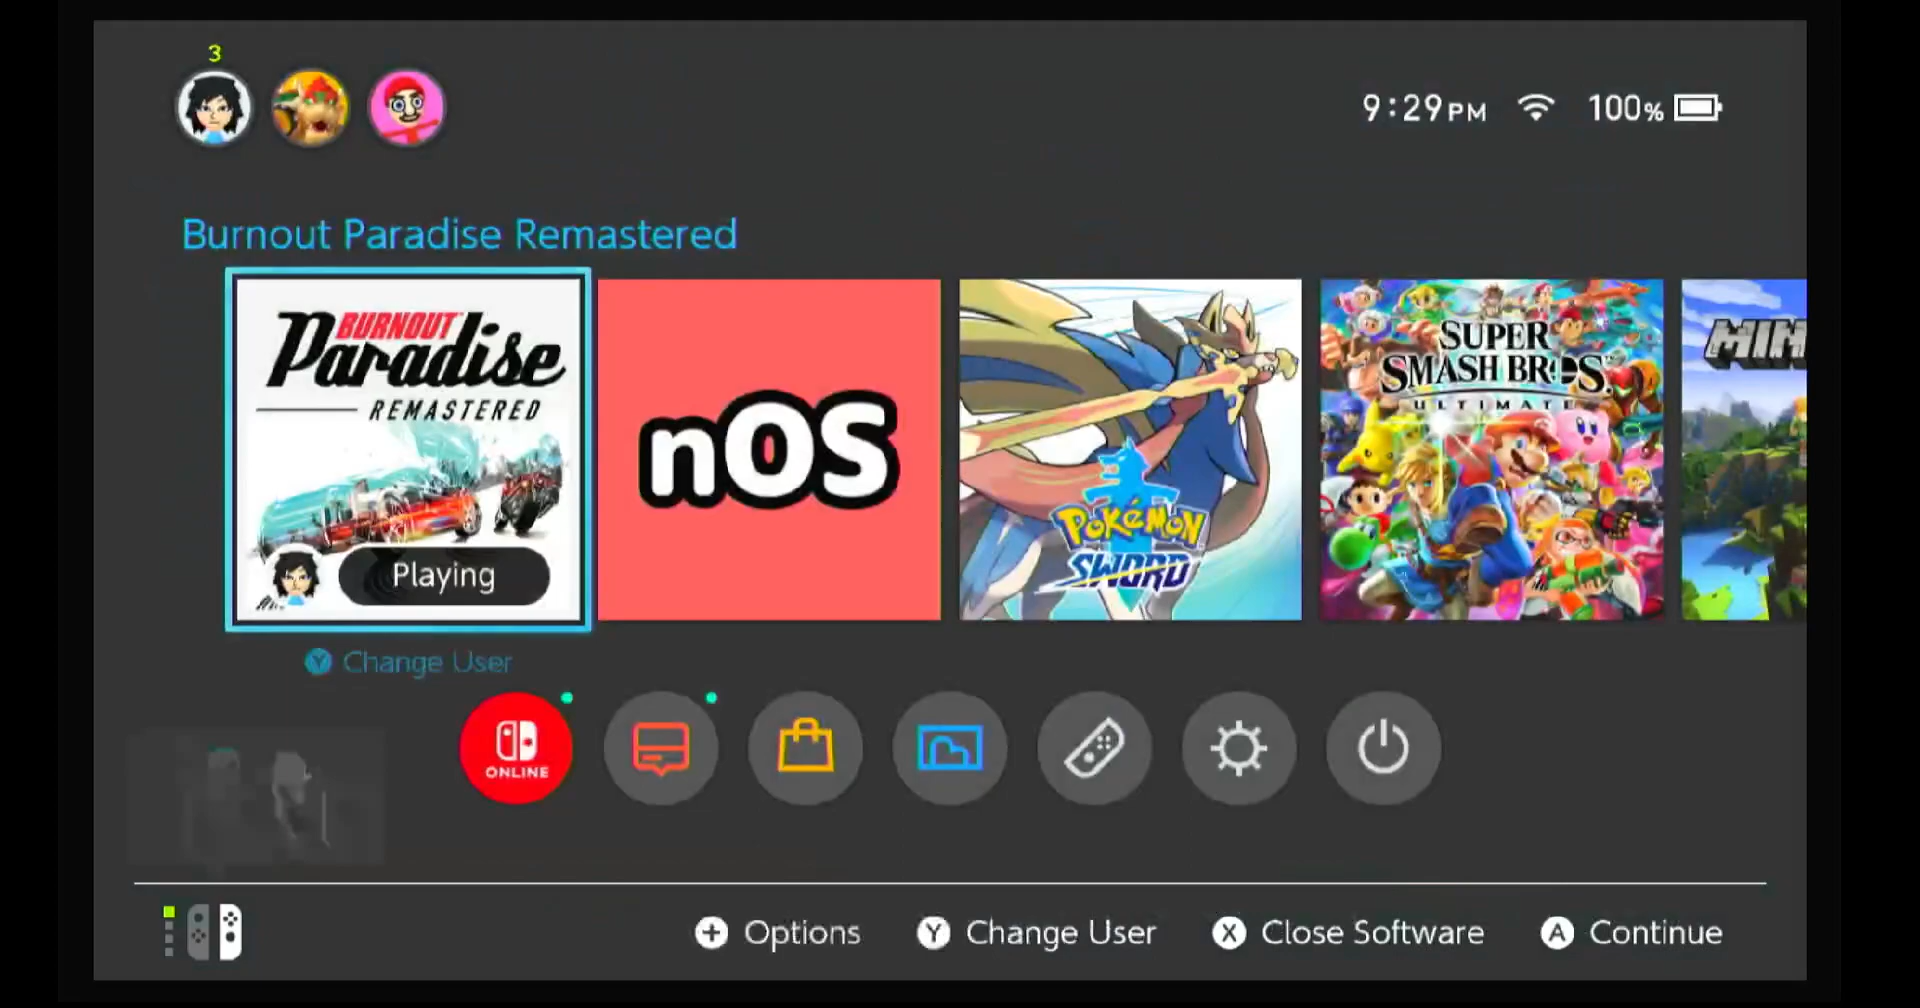 3
9:29PM 100%
Burnout Paradise Remastered
BURNOUT
Paradise
REMASTERED
Playing
nOS
POKéMON
SWORD
SUPER
SMASH BROS.
ULTIMATE
MIN
Y Change User
ONLINE
+ Options Y Change User X Close Software A Continue